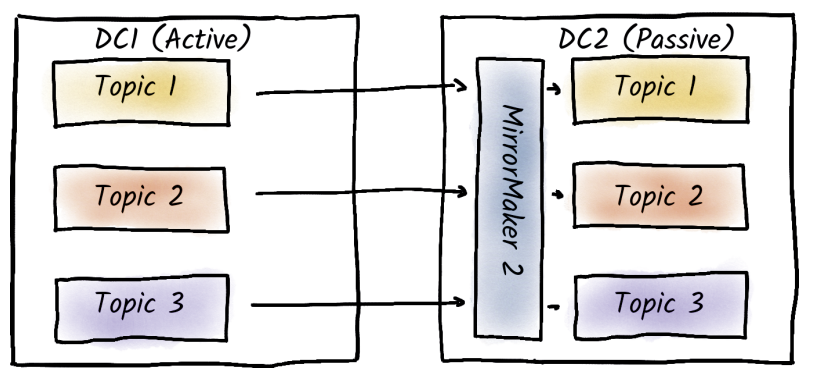 DC1 (Active)
Topic 1
Topic 2
Topic 3
DC2 (Passive)
MirrorMaker 2
Topic 1
Topic 2
Topic 3